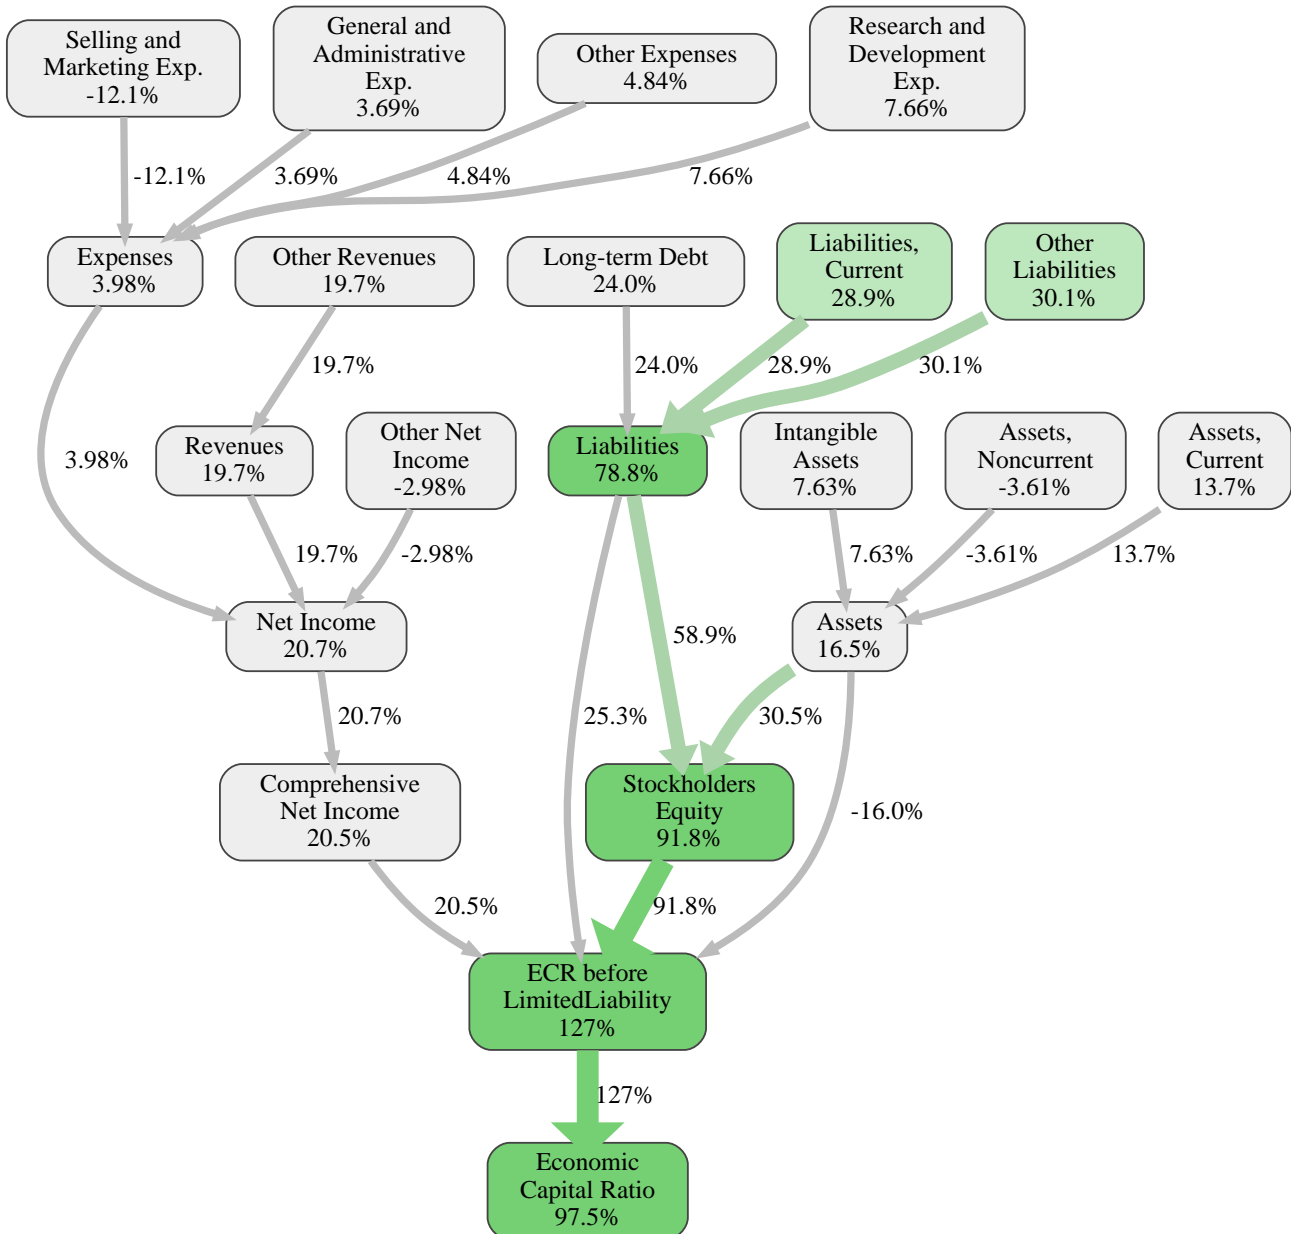 Selling and
Marketing Exp.
-12.1%
General and
Administrative
Exp.
3.69%
Other Expenses
4.84%
Research and
Development
Exp.
7.66%
-12.1%
3.69%
4.84%
7.66%
Expenses
3.98%
Other Revenues
19.7%
Long-term Debt
24.0%
Liabilities,
Current
28.9%
Other
Liabilities
30.1%
19.7%
24.0%
28.9%
30.1%
3.98%
Revenues
19.7%
Other Net
Income
-2.98%
Liabilities
78.8%
Intangible
Assets
7.63%
Assets,
Noncurrent
-3.61%
Assets,
Current
13.7%
19.7%
-2.98%
7.63%
-3.61%
13.7%
Net Income
20.7%
58.9%
Assets
16.5%
20.7%
25.3%
30.5%
Comprehensive
Net Income
20.5%
Stockholders
Equity
91.8%
-16.0%
20.5%
91.8%
ECR before
LimitedLiability
127%
127%
Economic
Capital Ratio
97.5%